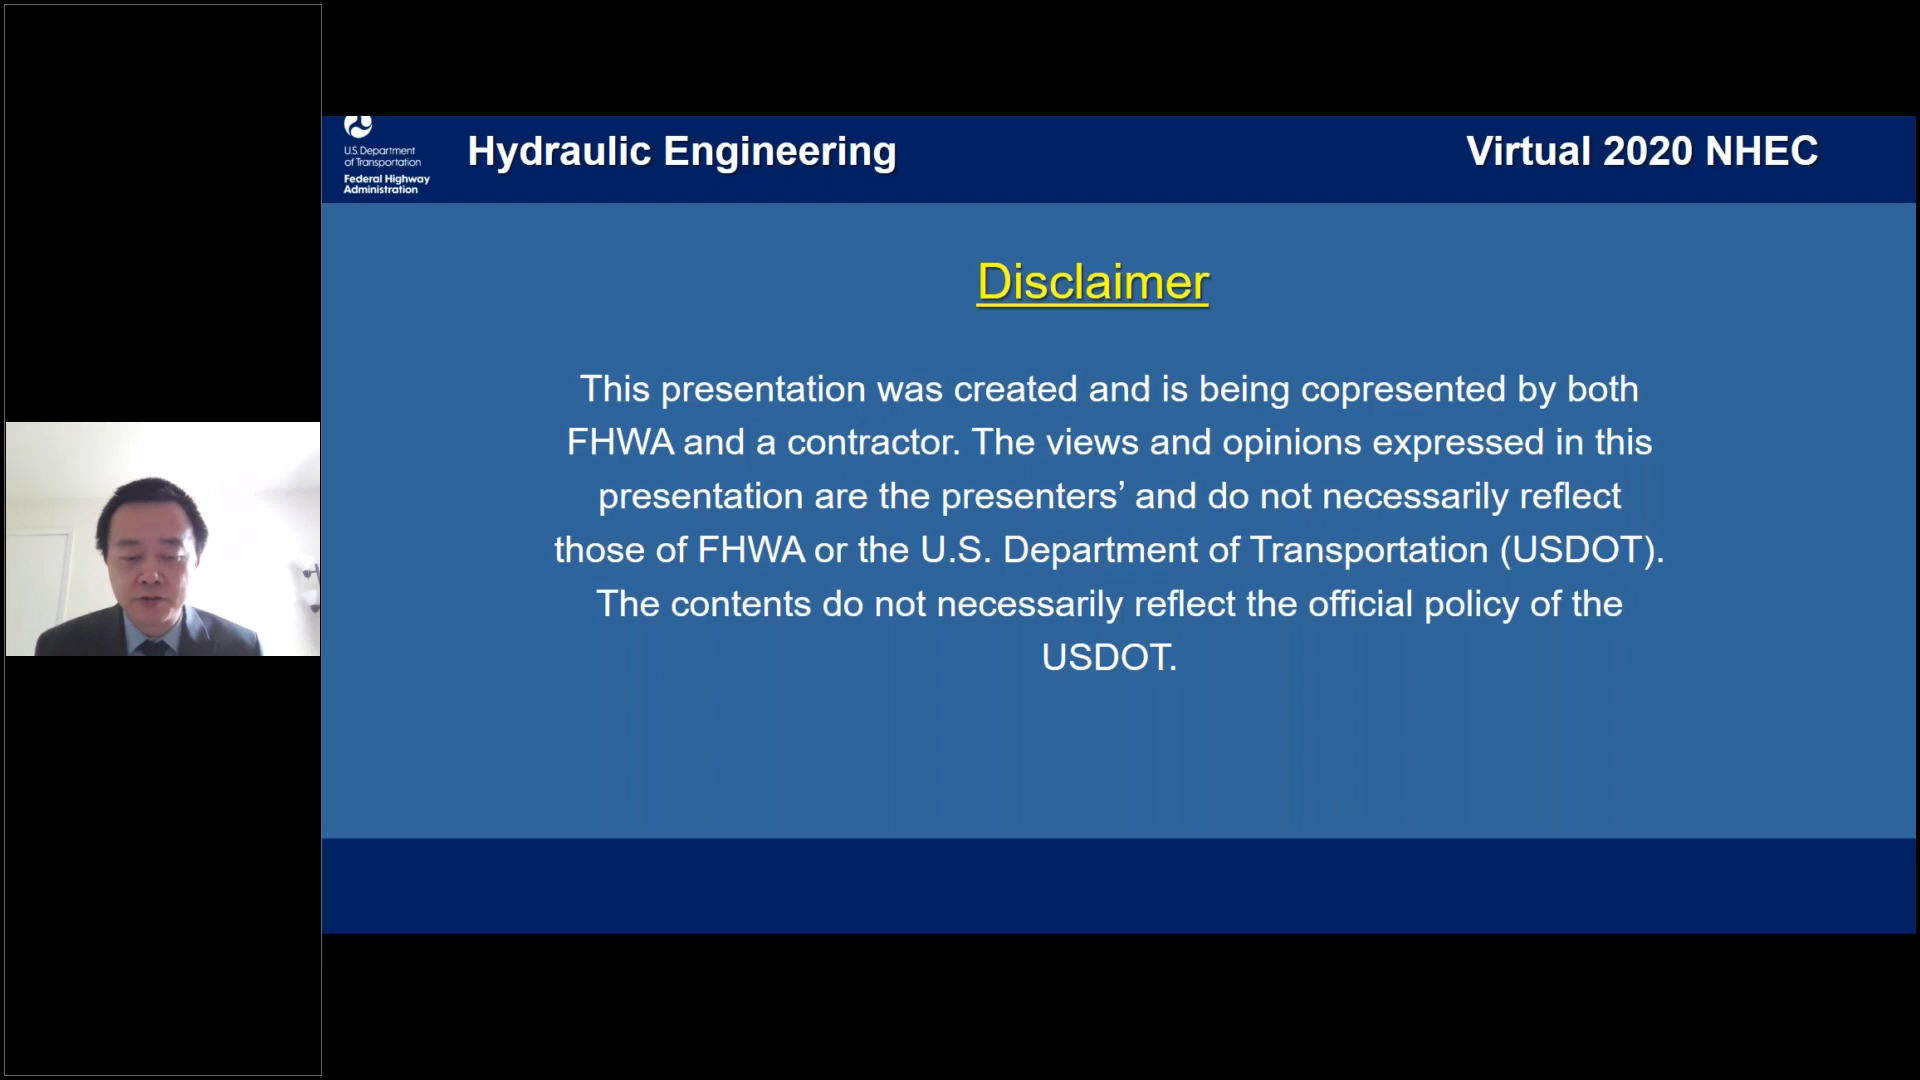 U.S. Department
of Transportation
Federal Highway
Administration
Hydraulic Engineering
Virtual 2020 NHEC
Disclaimer
This presentation was created and is being copresented by both
FHWA and a contractor. The views and opinions expressed in this
presentation are the presenters’ and do not necessarily reflect
those of FHWA or the U.S. Department of Transportation (USDOT).
The contents do not necessarily reflect the official policy of the
USDOT.